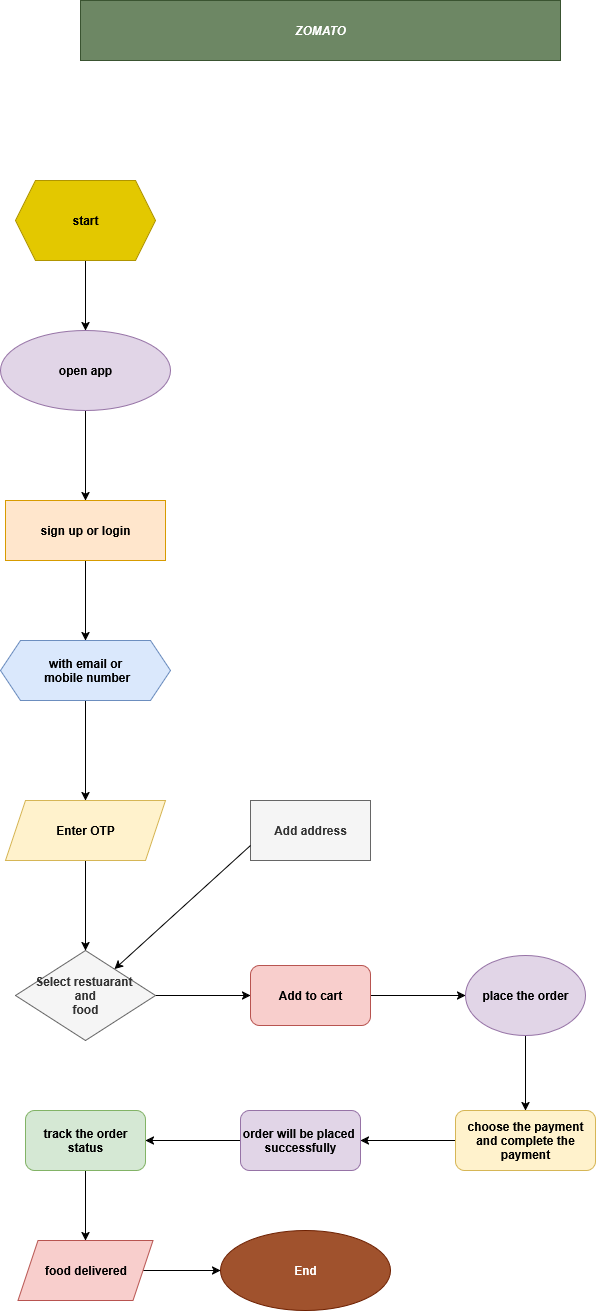 ZOMATO
start
open app
sign up or login
with email or
mobile number
Enter OTP
Add address
Select restuarant
and
food
Add to cart
place the order
choose the payment
and complete the
payment
order will be placed
successfully
track the order
status
food delivered
End